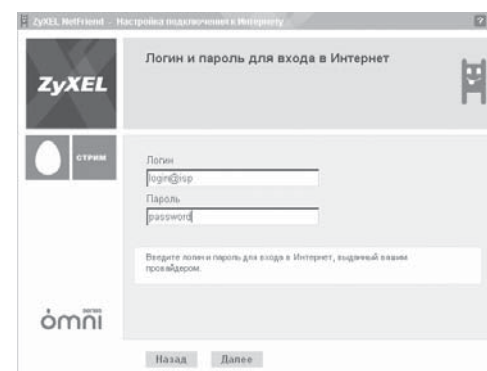 ZyXEL NetFriend - Настройка подключения к Интернету
?
ZyXEL
Логин и пароль для входа в Интернет
СТРИМ
Логин
login@isp
Пароль
password
Введите логин и пароль для входа в Интернет, выданный вашим
провайдером.
omni
Назад
Далее